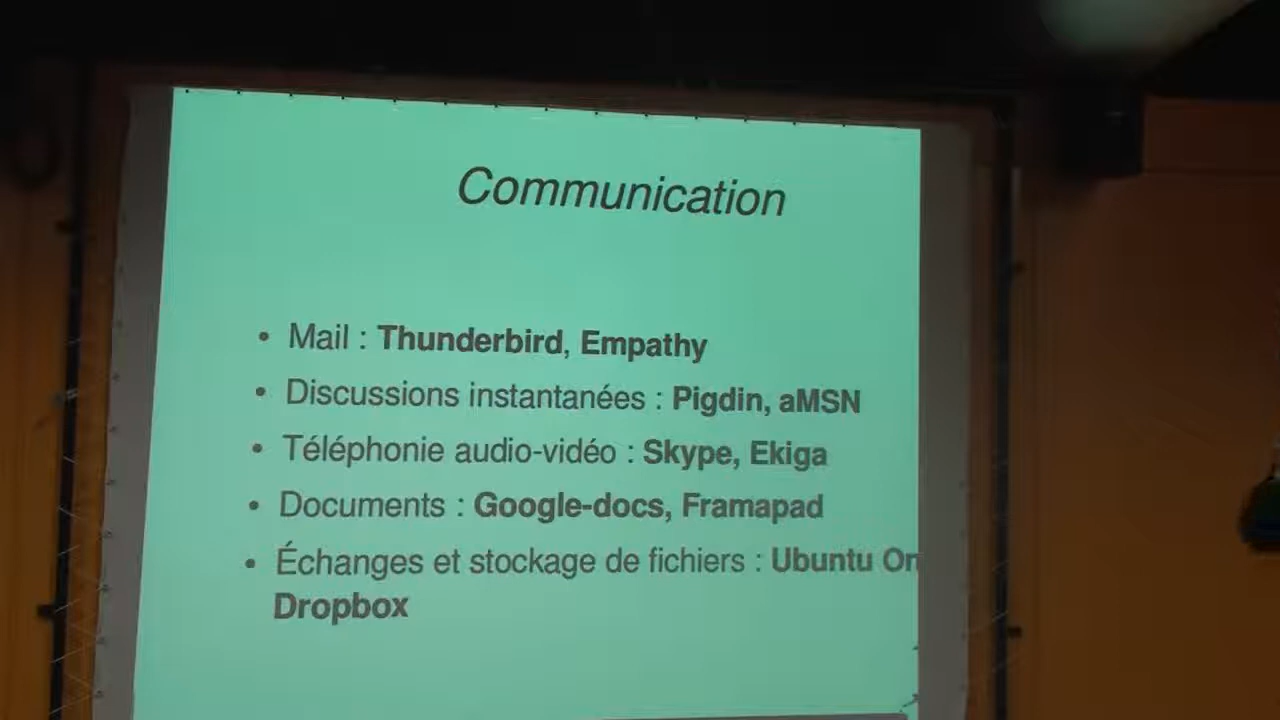 Communication
• Mail : Thunderbird, Empathy
• Discussions instantanées : Pigdin, aMSN
• Téléphonie audio-vidéo : Skype, Ekiga
• Documents : Google-docs, Framapad
• Échanges et stockage de fichiers : Ubuntu On
Dropbox